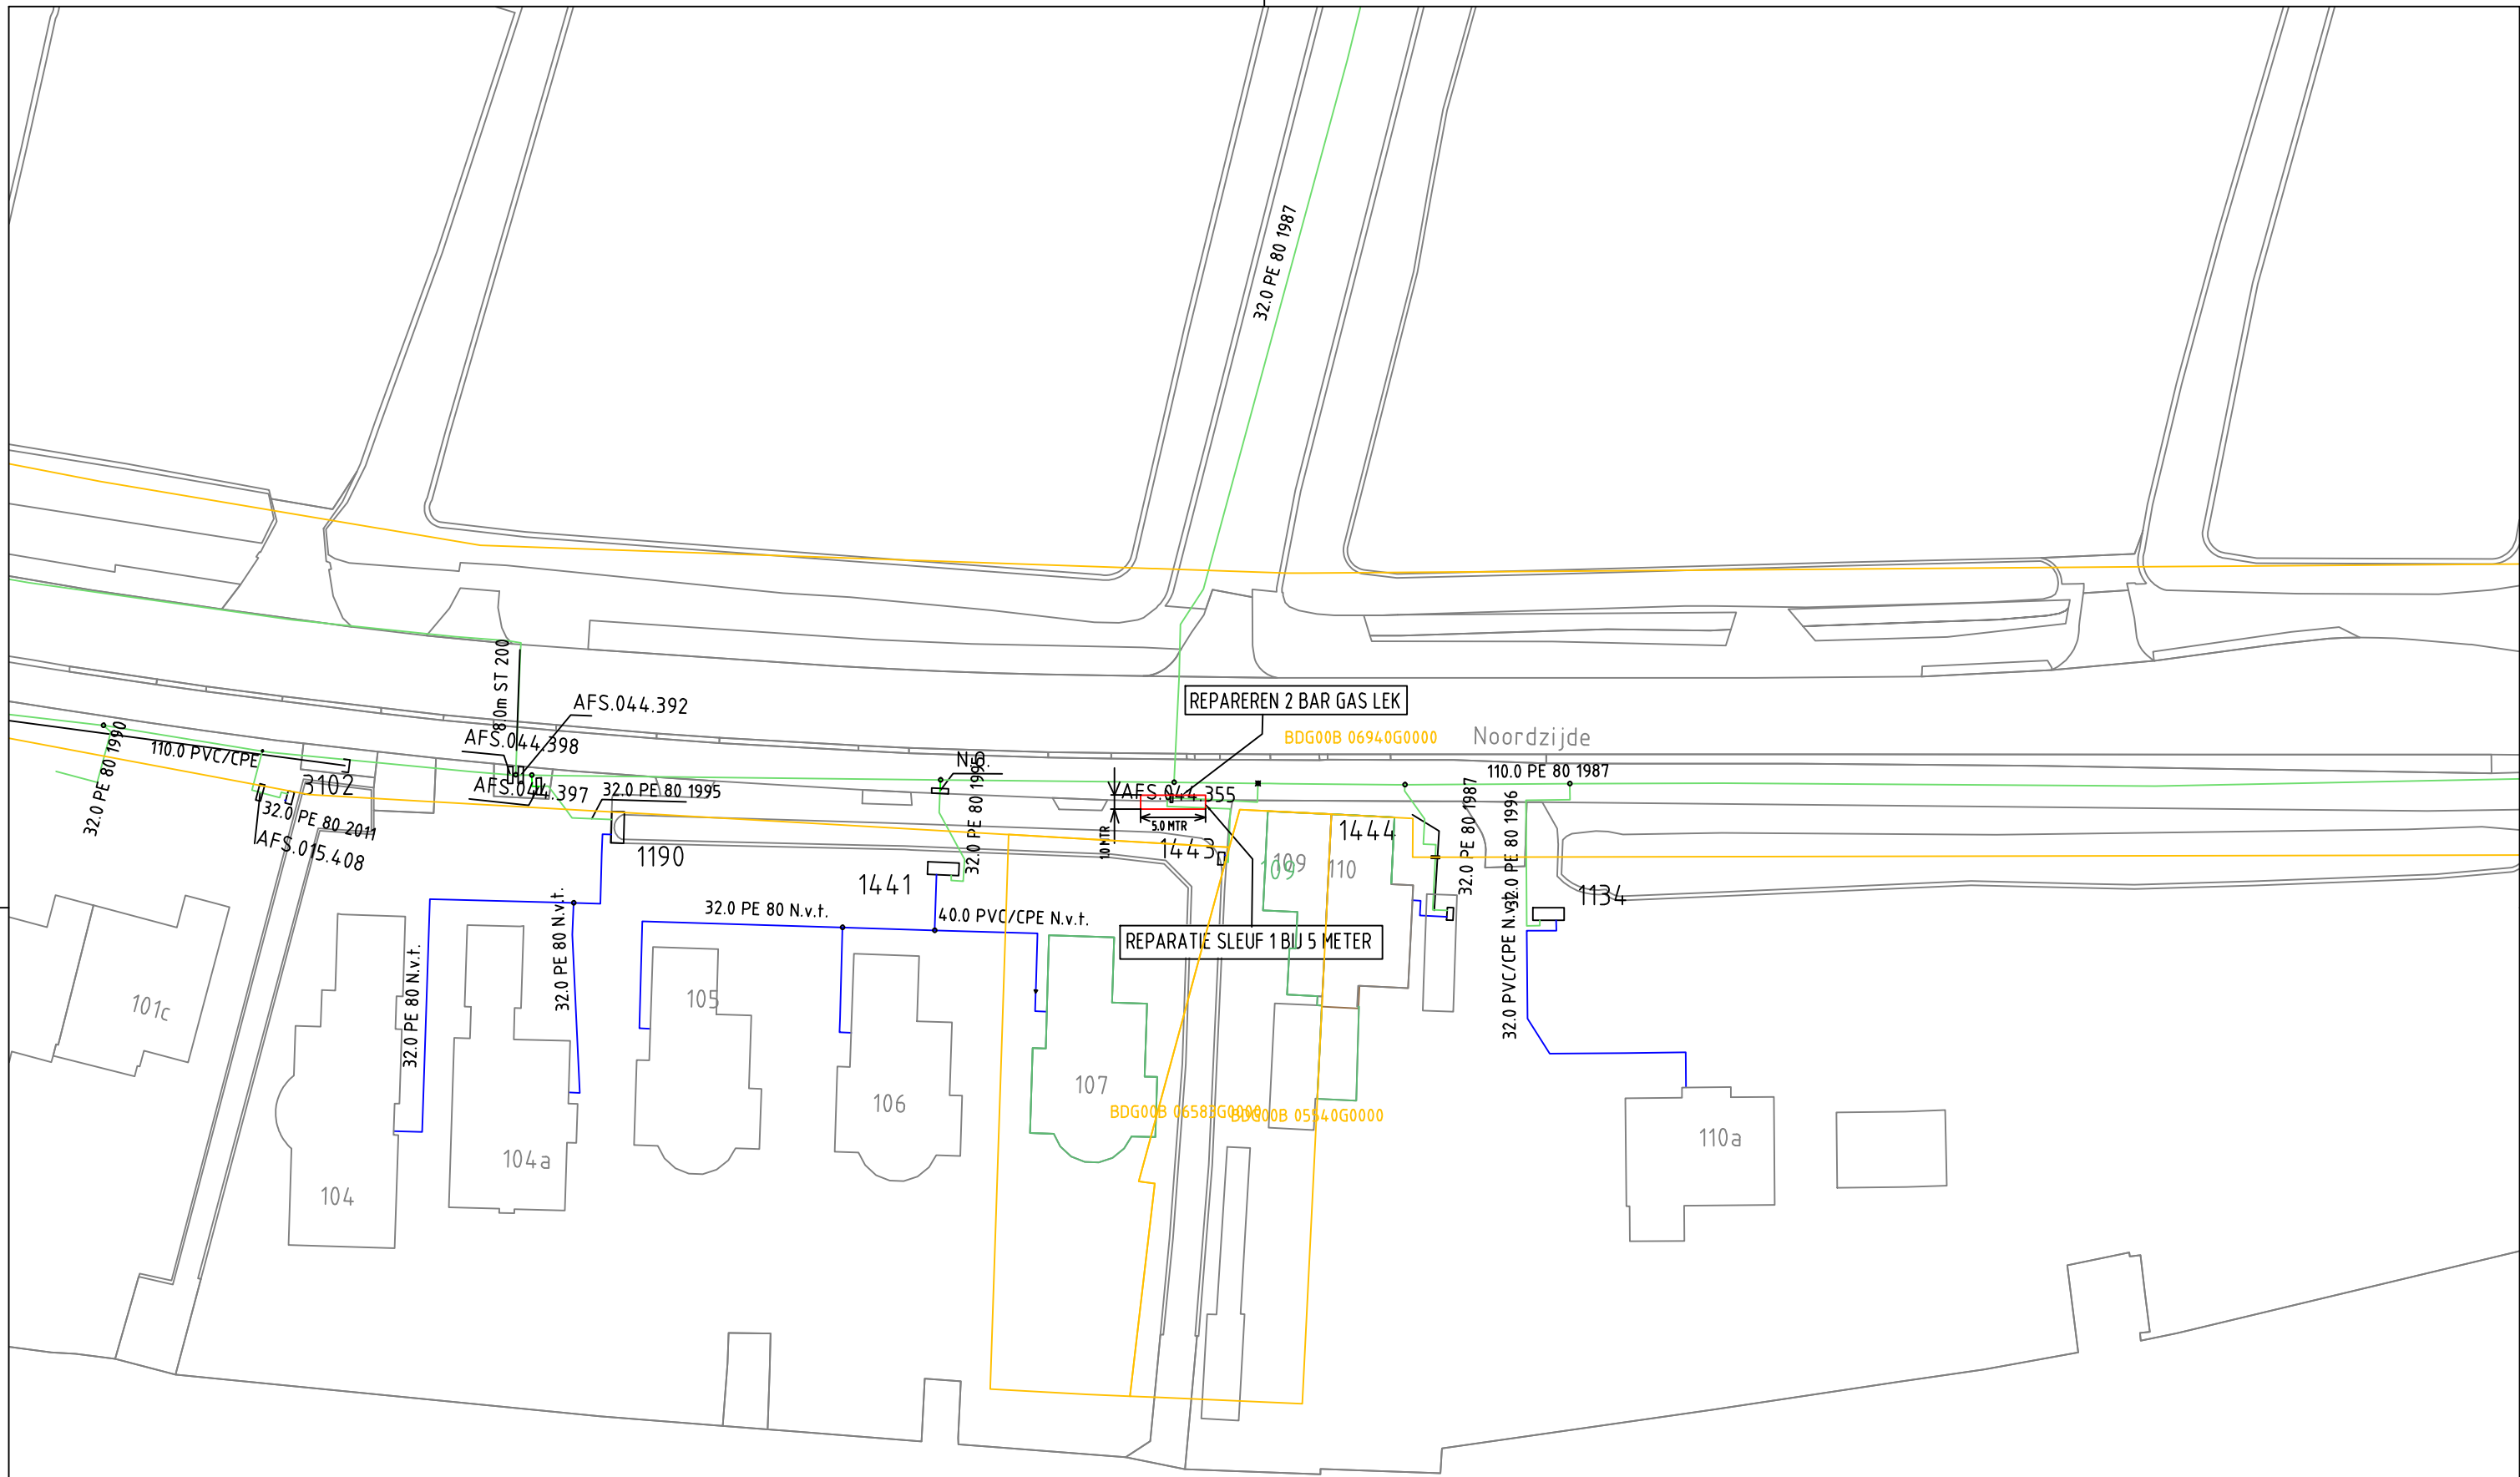 32.0 PE 80 1987
8.0m ST 200
AFS.044.392
REPAREREN 2 BAR GAS LEK
BDG00B 06940G0000
Noordzijde
AFS.044.398
110.0 PVC/CPE
32.0 PE 80 1990
3102
AFS.044.397
32.0 PE 80 1995
32.0 PE 80 1995
AFS.044.355
110.0 PE 80 1987
5.0 MTR
1.0 MTR
32.0 PE 80 2011
AFS.015.408
1190
1441
1443
1444
109
109
110
32.0 PE 80 1987
32.0 PE 80 1996
1134
32.0 PE 80 N.v.t.
40.0 PVC/CPE N.v.t.
REPARATIE SLEUF 1 BIJ 5 METER
32.0 PE 80 N.v.t.
32.0 PE 80 N.v.t.
32.0 PVC/CPE N.v.t.
101c
105
106
107
BDG00B 05540G0000
104
104a
110a